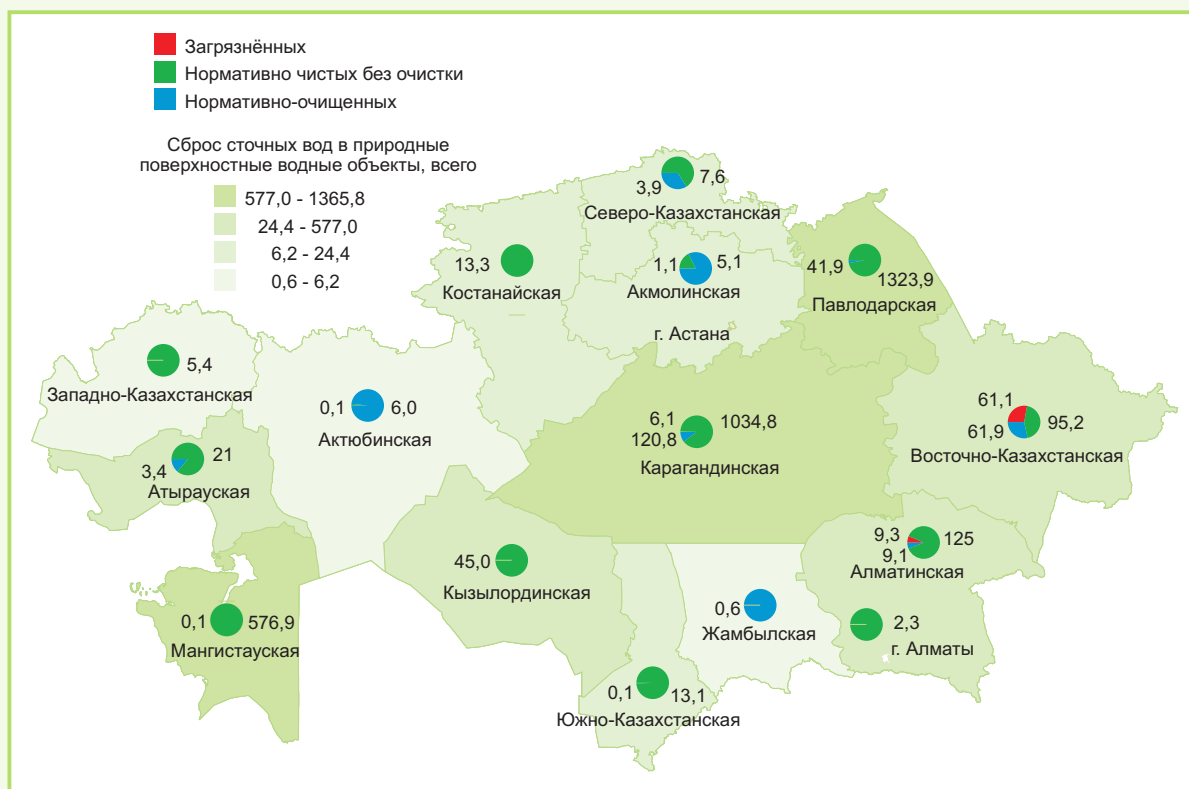 Загрязнённых
Нормативно чистых без очистки
Нормативно-очищенных
Сброс сточных вод в природные
поверхностные водные объекты, всего
577,0 - 1365,8
24,4 - 577,0
6,2 - 24,4
0,6 - 6,2
3,9 7,6
Северо-Казахстанская
13,3
Костанайская
1,1 5,1
Акмолинская
г. Астана
41,9 1323,9
Павлодарская
5,4
Западно-Казахстанская
0,1 6,0
Актюбинская
6,1 1034,8
120,8
Карагандинская
61,1
61,9 95,2
Восточно-Казахстанская
21
3,4
Атырауская
45,0
Кызылординская
9,3 125
9,1
Алматинская
0,1 576,9
Мангистауская
0,6
Жамбылская
2,3
г. Алматы
0,1 13,1
Южно-Казахстанская